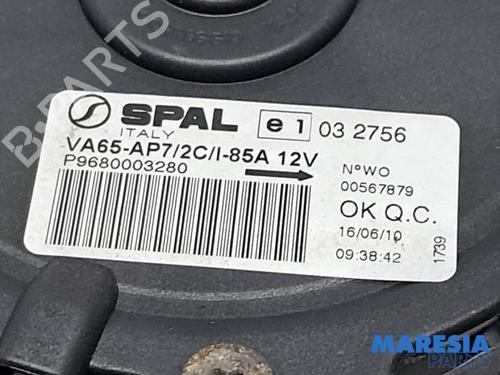 SPAL
ITALY
e 1
03 2756
VA65-AP7/2C/I-85A 12V
P9680003280
N°WO
00567879
OK Q.C.
16/06/10
09:38:42
1739
B-PARTS
MARESIA
PARTS